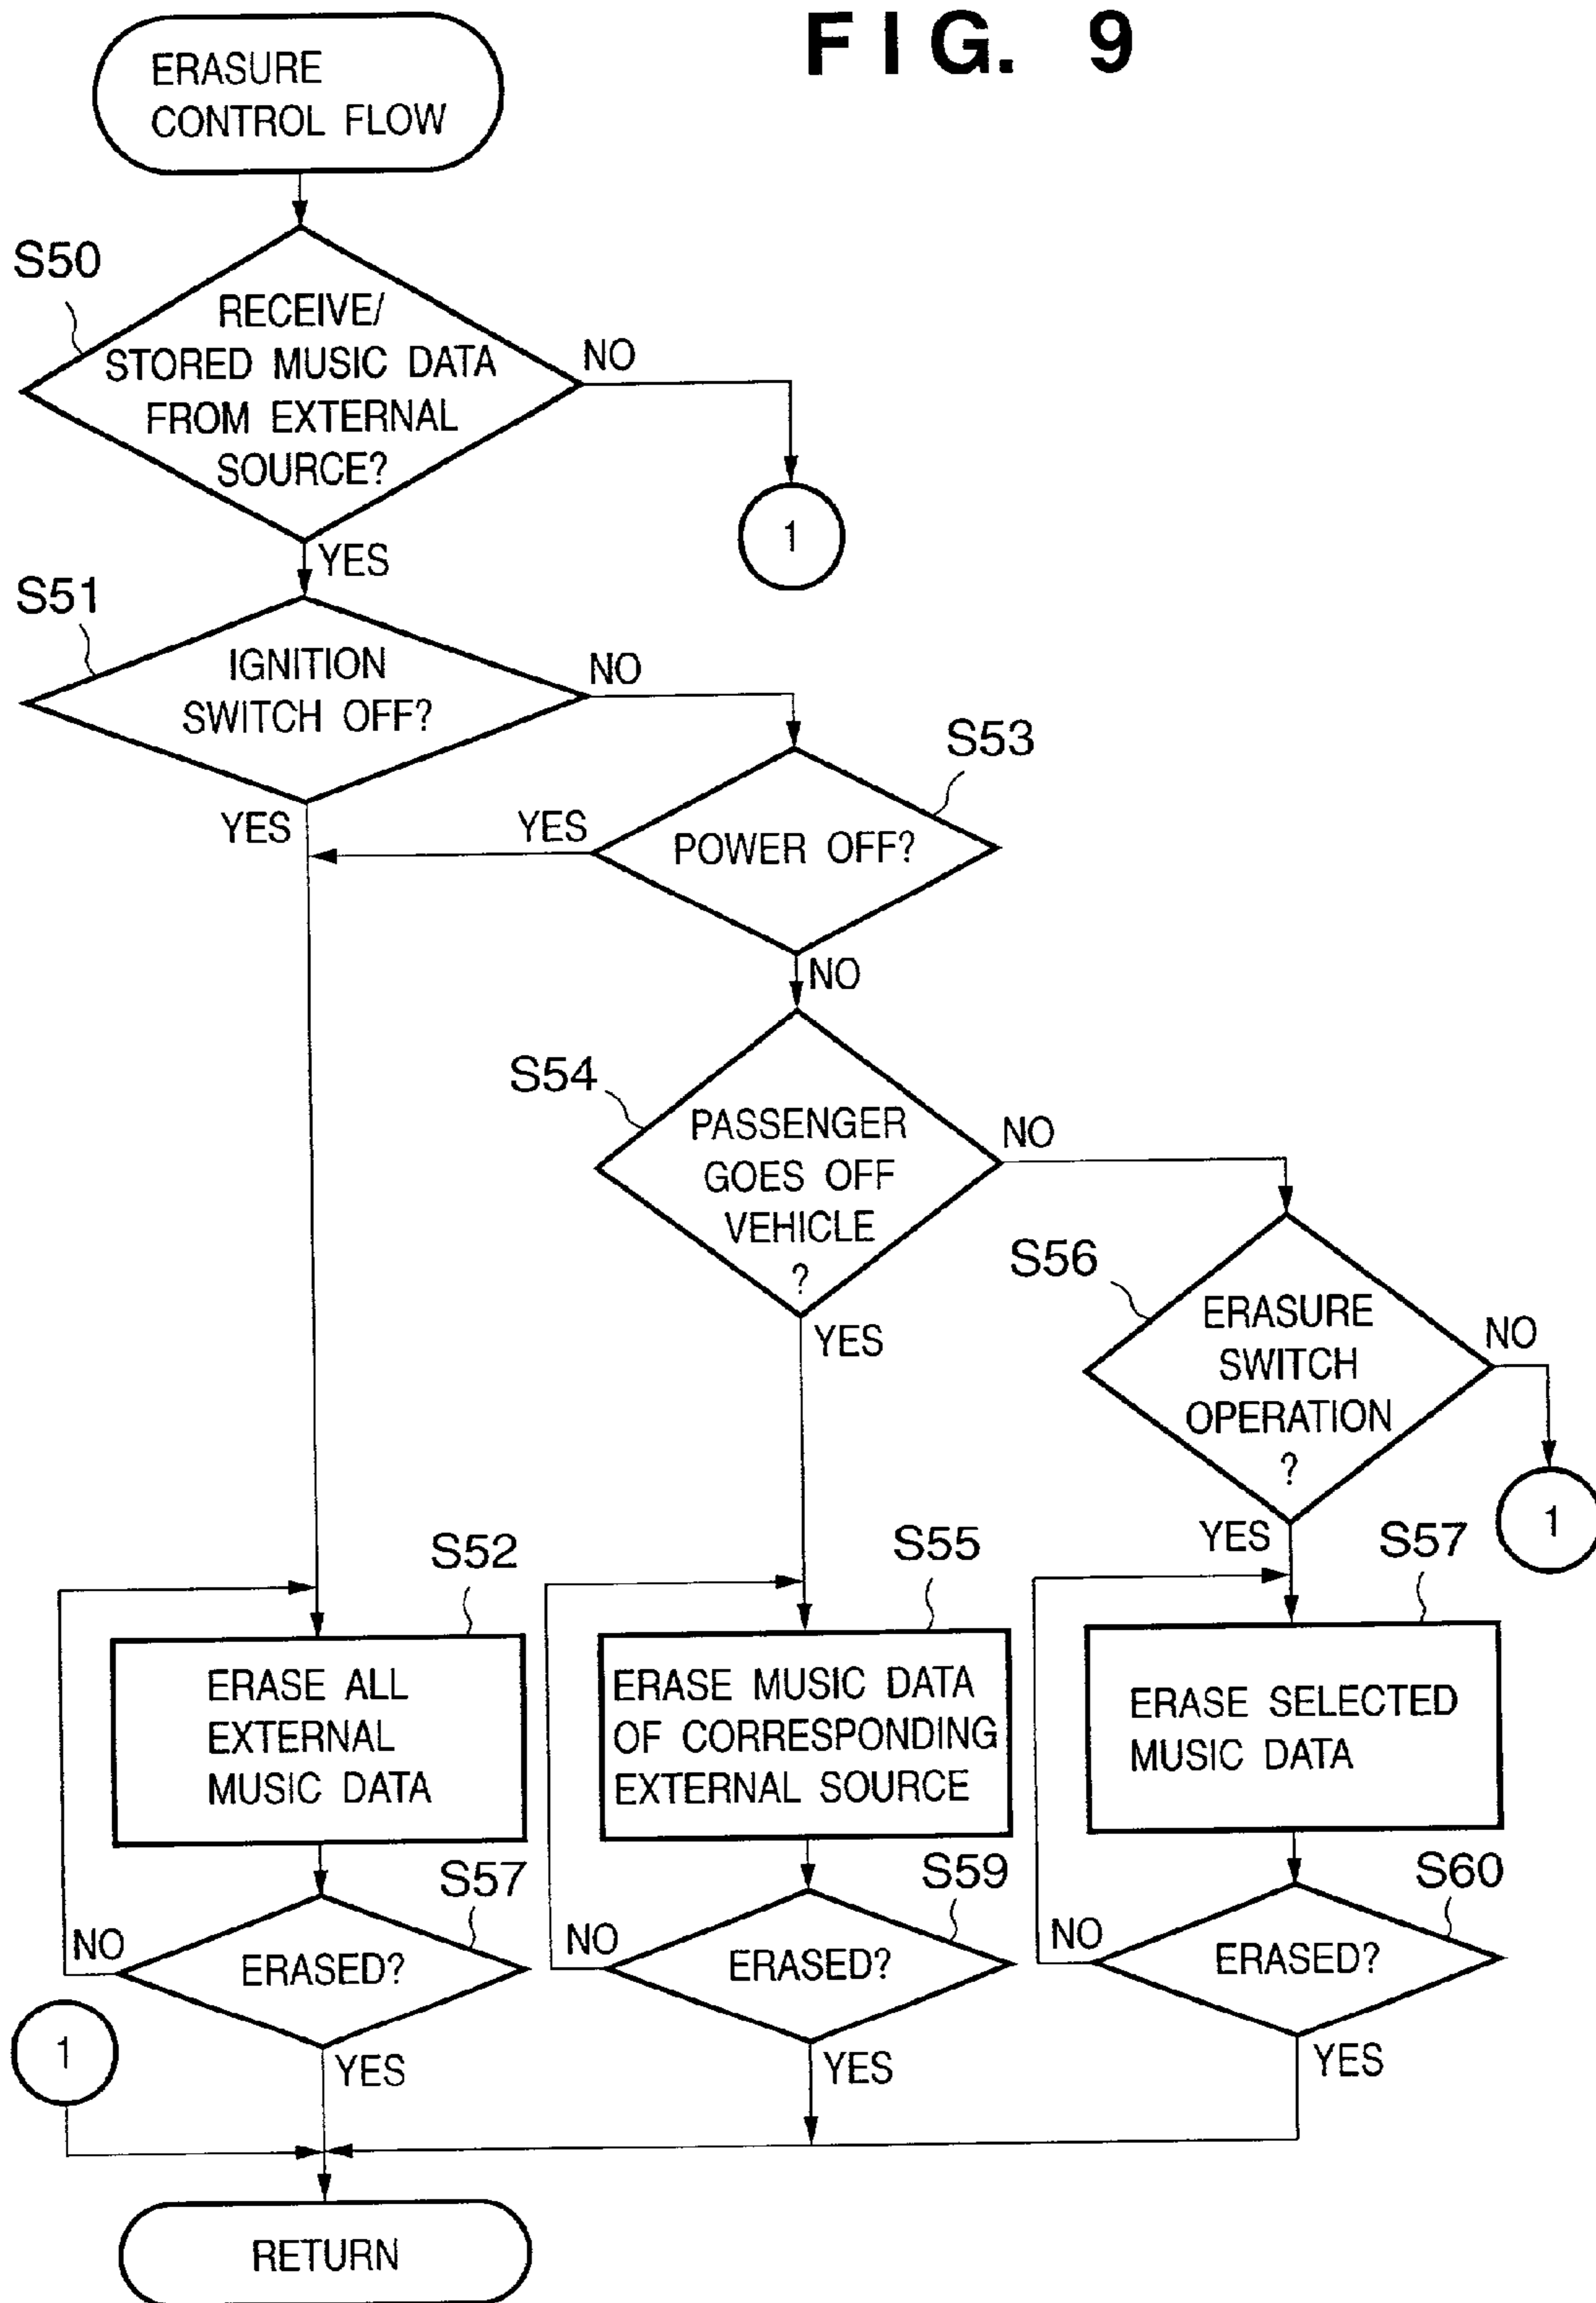 FIG. 9
ERASURE
CONTROL FLOW
S50
RECEIVE/
STORED MUSIC DATA
FROM EXTERNAL
SOURCE?
NO
1
YES
S51
IGNITION
SWITCH OFF?
NO
YES
S53
POWER OFF?
YES
NO
S54
PASSENGER
GOES OFF
VEHICLE
?
NO
YES
S56
ERASURE
SWITCH
OPERATION
?
NO
1
YES
S52
ERASE ALL
EXTERNAL
MUSIC DATA
S55
ERASE MUSIC DATA
OF CORRESPONDING
EXTERNAL SOURCE
S57
ERASE SELECTED
MUSIC DATA
S57
ERASED?
NO
YES
S59
ERASED?
NO
YES
S60
ERASED?
NO
YES
1
RETURN